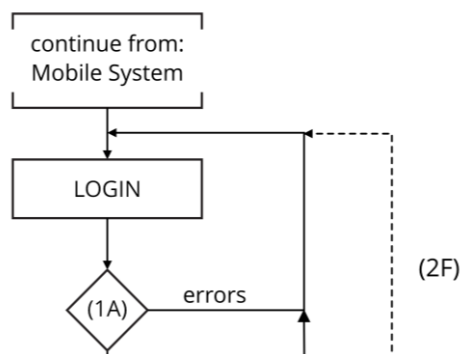 continue from:
Mobile System
LOGIN
(2F)
errors
(1A)